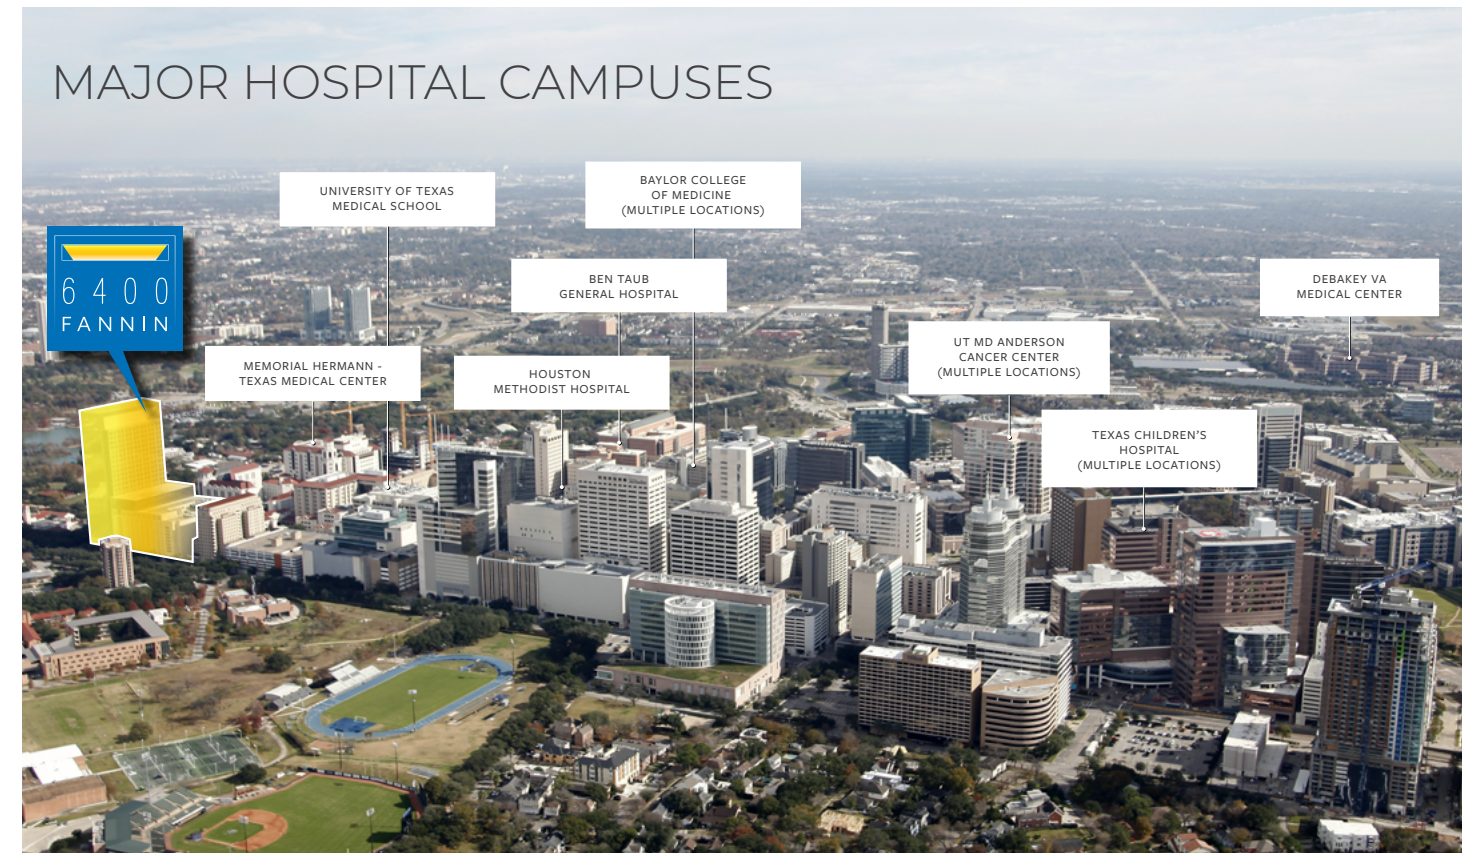 MAJOR HOSPITAL CAMPUSES
UNIVERSITY OF TEXAS
MEDICAL SCHOOL
BAYLOR COLLEGE
OF MEDICINE
(MULTIPLE LOCATIONS)
6400
FANNIN
BEN TAUB
GENERAL HOSPITAL
DEBAKEY VA
MEDICAL CENTER
MEMORIAL HERMANN -
TEXAS MEDICAL CENTER
HOUSTON
METHODIST HOSPITAL
UT MD ANDERSON
CANCER CENTER
(MULTIPLE LOCATIONS)
TEXAS CHILDREN’S
HOSPITAL
(MULTIPLE LOCATIONS)